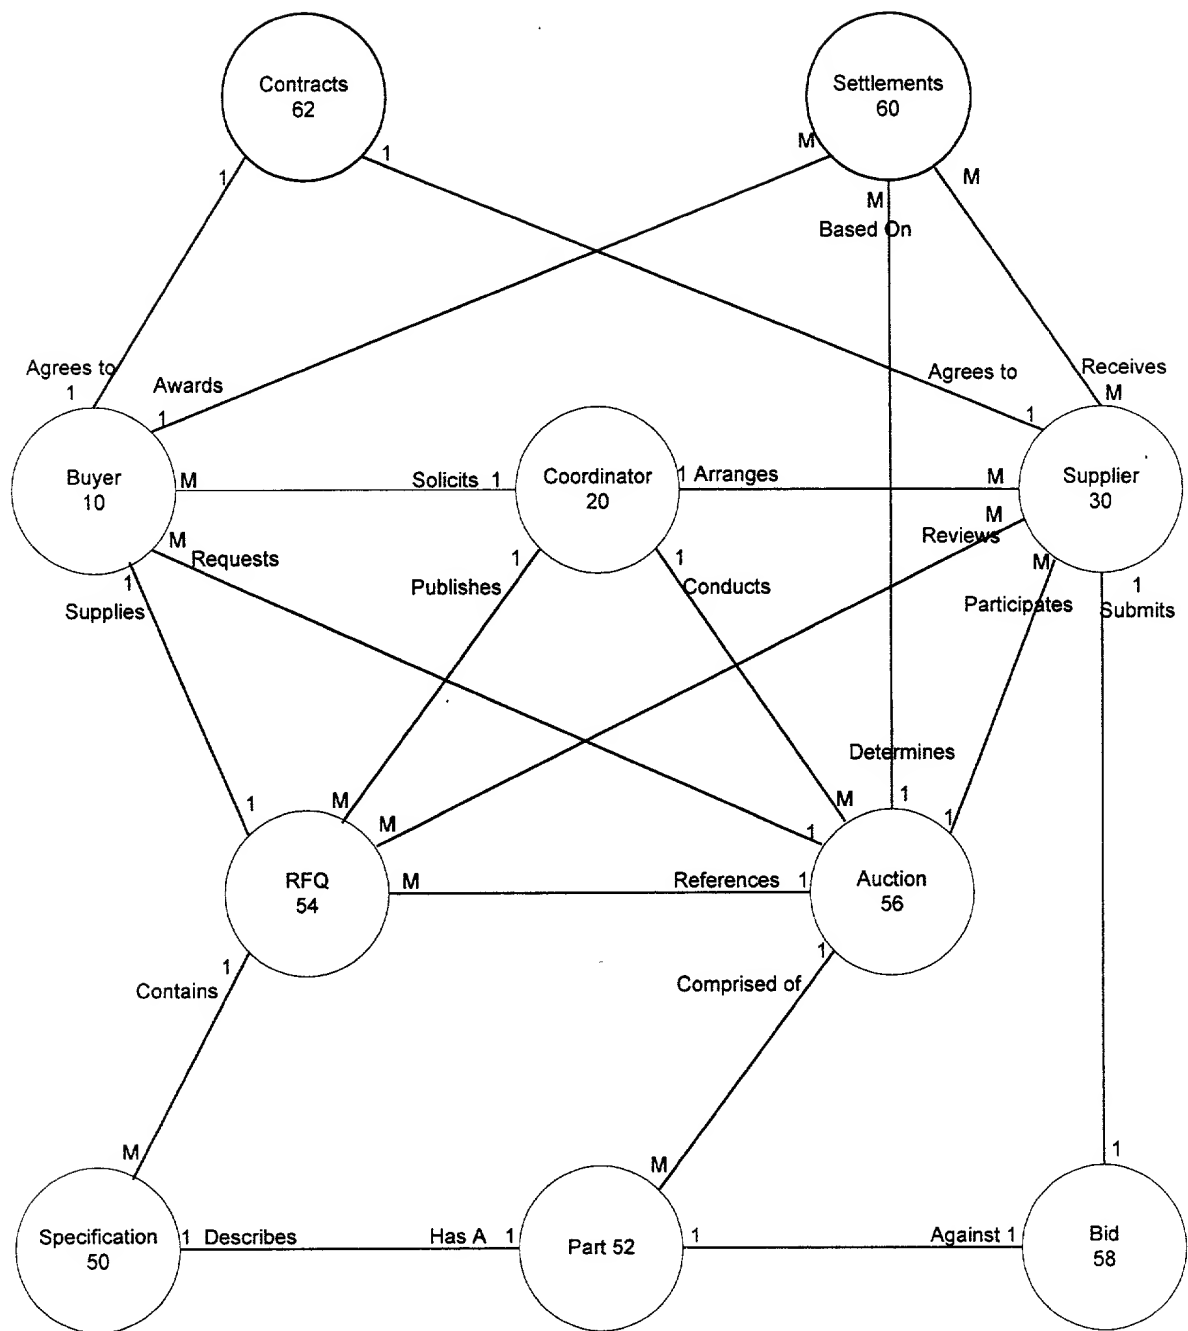 Contracts
62
Settlements
60
1
1
M
M
M
Based On
Agrees to
1
Awards
1
Agrees to
1
Receives
M
Buyer
10
M
Solicits 1
Coordinator
20
1 Arranges
M
Supplier
30
M
Requests
1
Supplies
1
Publishes
1
Conducts
M
Reviews
M
Participates
1
Submits
Determines
1
M
M
1
M
1
1
RFQ
54
M
References 1
Auction
56
1
Contains
1
Comprised of
M
M
1
Specification
50
1 Describes
Has A 1
Part 52
1
Against 1
Bid
58